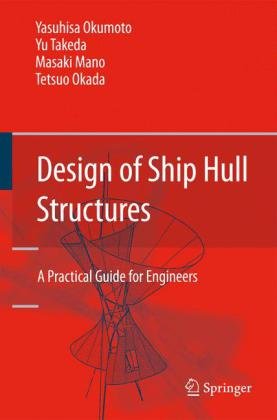 Yasuhisa Okumoto
Yu Takeda
Masaki Mano
Tetsuo Okada
Design of Ship Hull
Structures
A Practical Guide for Engineers
Springer